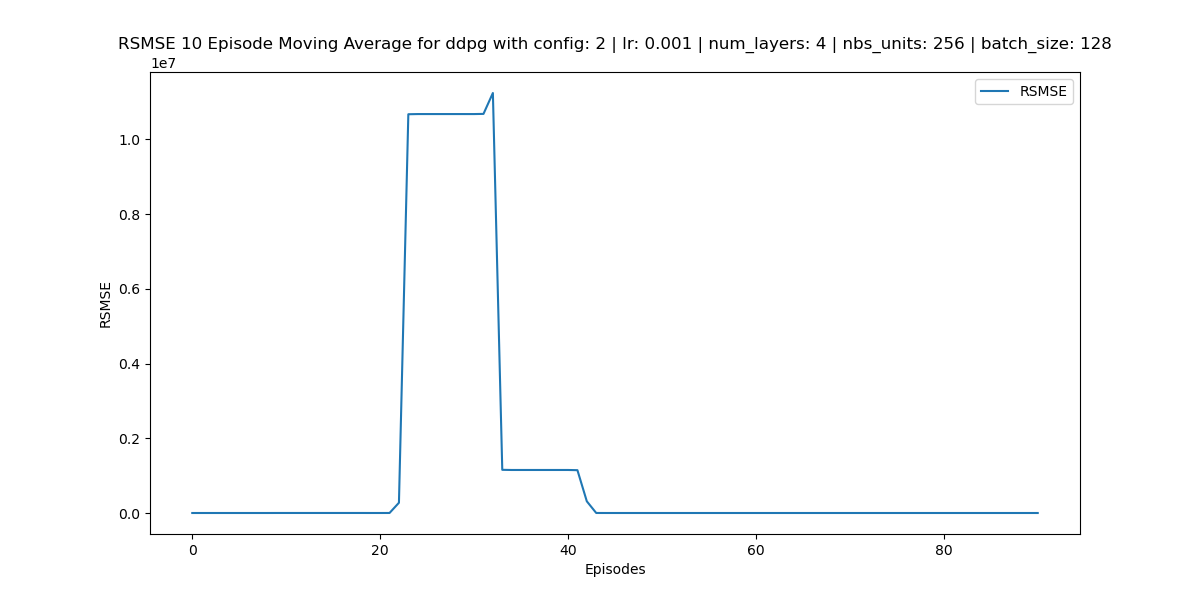 RSMSE 10 Episode Moving Average for ddpg with config: 2 | lr: 0.001 | num_layers: 4 | nbs_units: 256 | batch_size: 128
1e7
RSMSE
1.0
0.8
0.6
0.4
0.2
0.0
RSMSE
0 20 40 60 80
Episodes